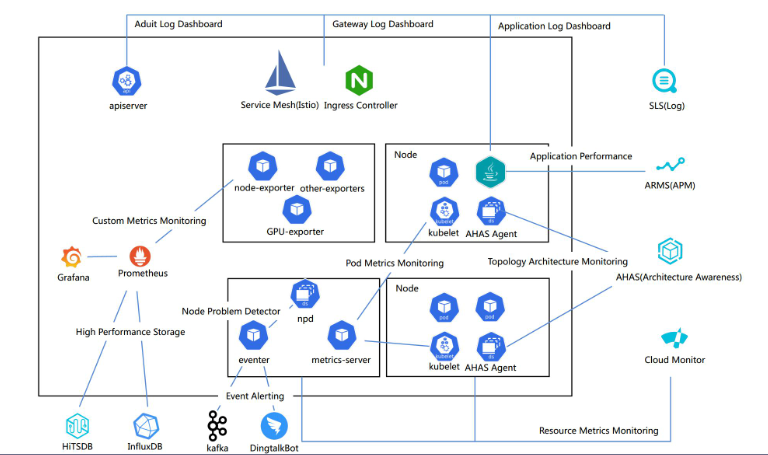 Aduit Log Dashboard
Gateway Log Dashboard
Application Log Dashboard
apiserver
Service Mesh(Istio)
Ingress Controller
SLS(Log)
Node
Application Performance
pod
node-exporter
other-exporters
ARMS(APM)
kubelet
ds
Custom Metrics Monitoring
GPU-exporter
kubelet
AHAS Agent
Grafana
Prometheus
Pod Metrics Monitoring
Topology Architecture Monitoring
AHAS(Architecture Awareness)
Node
ds
Node Problem Detector
npd
pod
pod
High Performance Storage
eventer
metrics-server
kubelet
ds
kubelet
AHAS Agent
Cloud Monitor
Event Alerting
HiTSDB
InfluxDB
kafka
DingtalkBot
Resource Metrics Monitoring